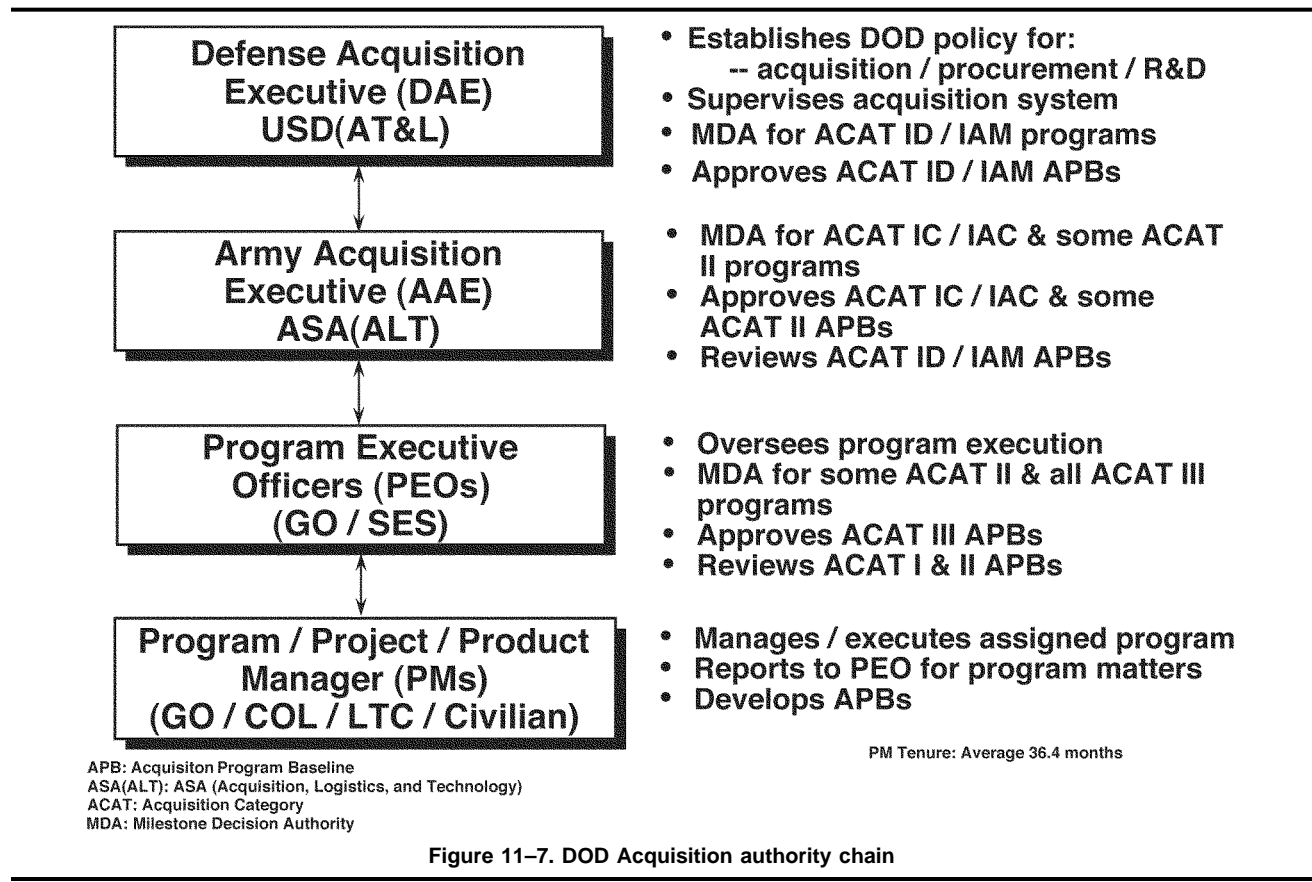 Defense Acquisition
Executive (DAE)
USD(AT&L)
• Establishes DOD policy for:
-- acquisition / procurement / R&D
• Supervises acquisition system
• MDA for ACAT ID / IAM programs
• Approves ACAT ID / IAM APBs
Army Acquisition
Executive (AAE)
ASA(ALT)
• MDA for ACAT IC / IAC & some ACAT
II programs
• Approves ACAT IC / IAC & some
ACAT II APBs
• Reviews ACAT ID / IAM APBs
Program Executive
Officers (PEOs)
(GO / SES)
• Oversees program execution
• MDA for some ACAT II & all ACAT III
programs
• Approves ACAT III APBs
• Reviews ACAT I & II APBs
Program / Project / Product
Manager (PMs)
(GO / COL / LTC / Civilian)
• Manages / executes assigned program
• Reports to PEO for program matters
• Develops APBs
PM Tenure: Average 36.4 months
APB: Acquisiton Program Baseline
ASA(ALT): ASA (Acquisition, Logistics, and Technology)
ACAT: Acquisition Category
MDA: Milestone Decision Authority
Figure 11–7. DOD Acquisition authority chain